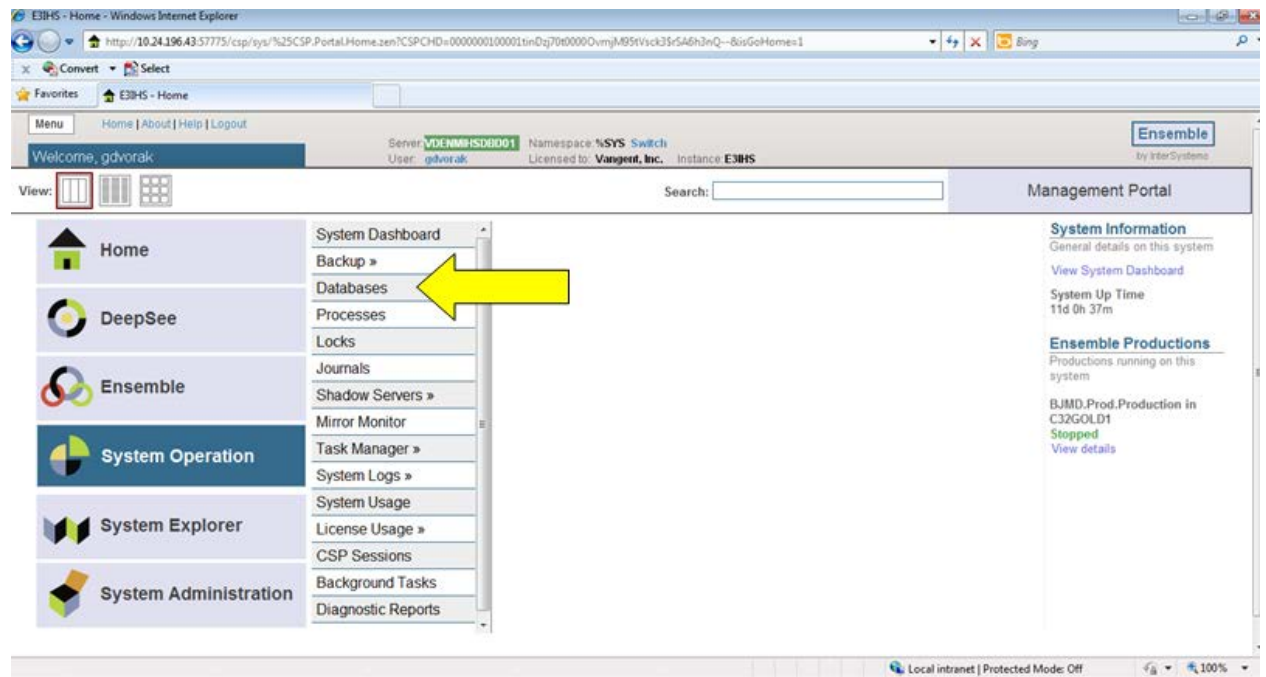 E3IHS - Home - Windows Internet Explorer
Bing
Convert Select
Favorites E3IHS - Home
Menu Home | About | Help | Logout
Server: VDENMIHSDBD01 Namespace: %SYS Switch
User: gdvorak Licensed to: Vangent, Inc. Instance: E3IHS
Welcome, gdvorak
Ensemble
by InterSystems
View:
Search:
Management Portal
Home
DeepSee
Ensemble
System Operation
System Explorer
System Administration
System Dashboard
Backup »
Databases
Processes
Locks
Journals
Shadow Servers »
Mirror Monitor
Task Manager »
System Logs »
System Usage
License Usage »
CSP Sessions
Background Tasks
Diagnostic Reports
System Information
General details on this system
View System Dashboard
System Up Time
11d 0h 37m
Ensemble Productions
Productions running on this
system
BJMD.Prod.Production in
C32GOLD1
Stopped
View details
Local intranet | Protected Mode: Off
100%